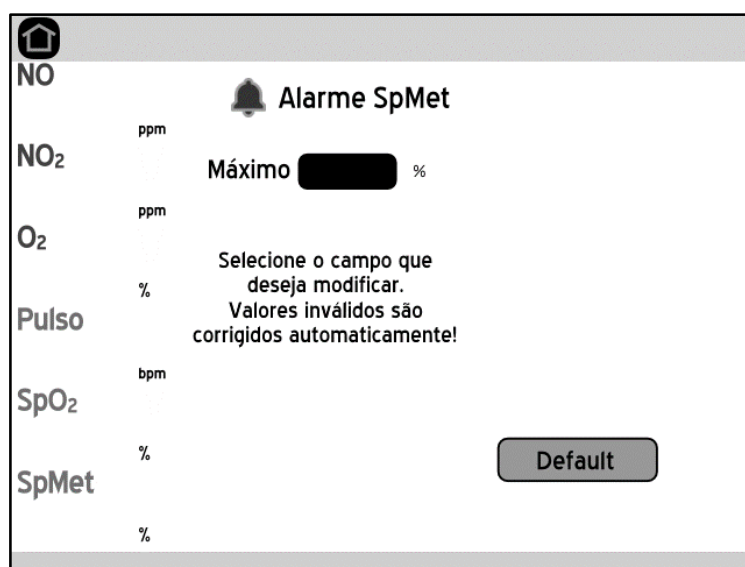 NO
ppm
NO₂
ppm
O₂
%
Pulso
bpm
SpO₂
%
SpMet
%
Alarme SpMet
Máximo %
Selecione o campo que
deseja modificar.
Valores inválidos são
corrigidos automaticamente!
Default